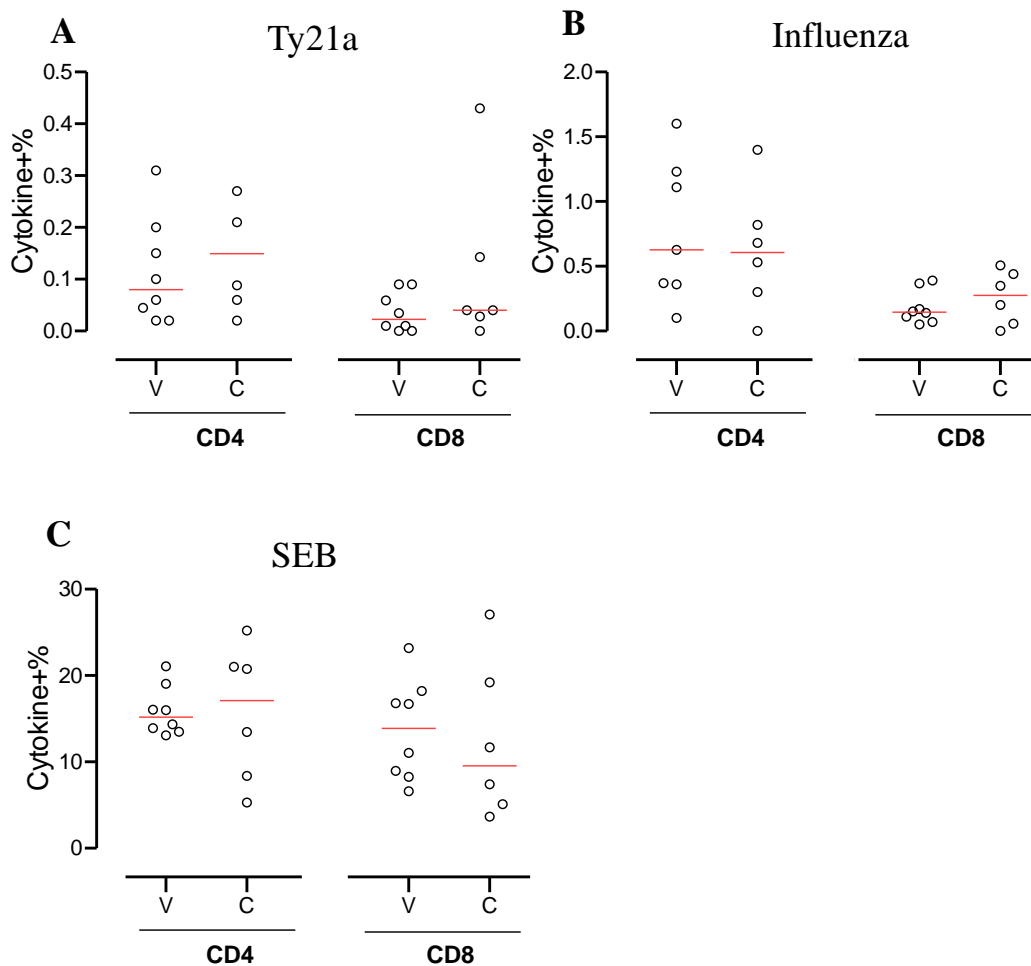 A
Ty21a
Cytokine+%
0.5
0.4
0.3
0.2
0.1
0.0
V
C
V
C
CD4
CD8
B
Influenza
Cytokine+%
2.0
1.5
1.0
0.5
0.0
V
C
V
C
CD4
CD8
C
SEB
Cytokine+%
30
20
10
0
V
C
V
C
CD4
CD8